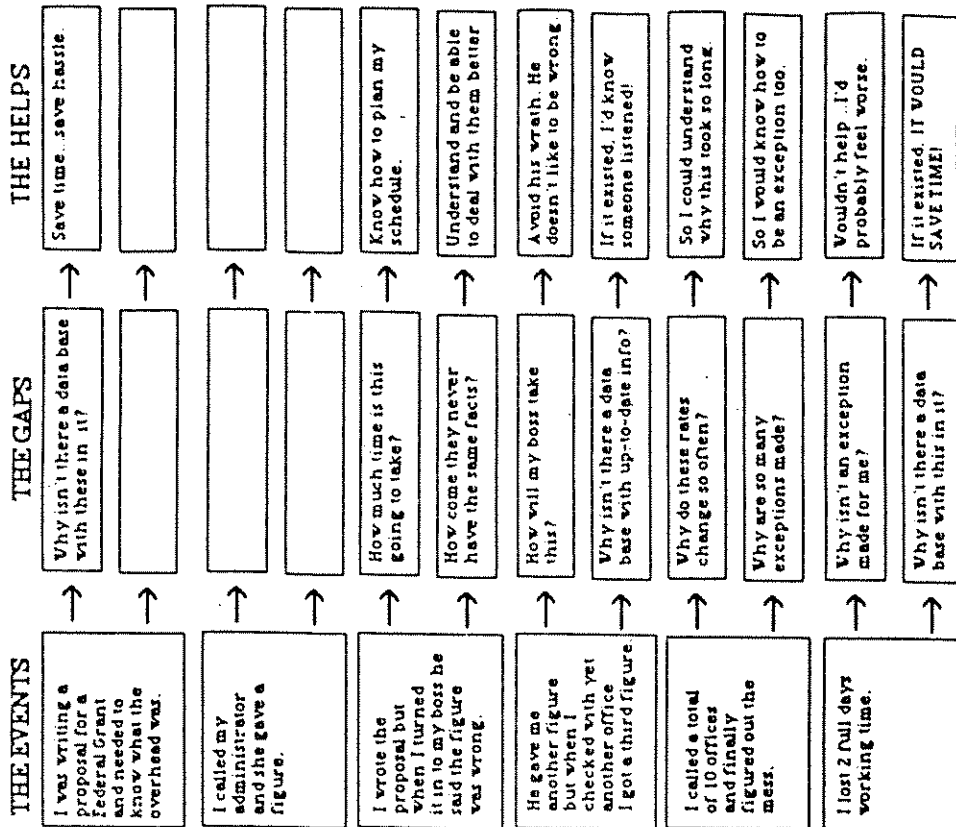 THE EVENTS
THE GAPS
THE HELPS
I was writing a
proposal for a
Federal Grant
and needed to
know what the
overhead was.
Why isn't there a data base
with these in it?
Save time...save hassle.
I called my
administrator
and she gave a
figure.
I wrote the
proposal but
when I turned
it in to my boss he
said the figure
was wrong.
How much time is this
going to take?
Know how to plan my
schedule.
How come they never
have the same facts?
Understand and be able
to deal with them better
He gave me
another figure
but when I
checked with yet
another office
I got a third figure.
How will my boss take
this?
Avoid his wrath. He
doesn't like to be wrong.
Why isn't there a data
base with up-to-date info?
If it existed, I'd know
someone listened!
I called a total
of 10 offices
and finally
figured out the
mess.
Why do these rates
change so often?
So I could understand
why this took so long.
Why are so many
exceptions made?
So I would know how to
be an exception too.
I lost 2 full days
working time.
Why isn't an exception
made for me?
Wouldn't help ..I'd
probably feel worse.
Why isn't there a data
base with this in it?
If it existed, IT WOULD
SAVE TIME!